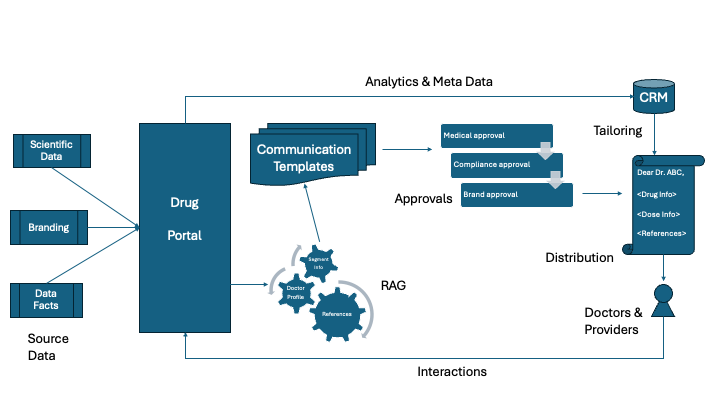 Analytics & Meta Data
CRM
Tailoring
Scientific
Data
Branding
Data
Facts
Source
Data
Drug
Portal
Communication
Templates
Segment
Info
Doctor
Profile
References
RAG
Medical approval
Compliance approval
Brand approval
Approvals
Dear Dr. ABC,
<Drug Info>
<Dose Info>
<References>
Distribution
Doctors &
Providers
Interactions